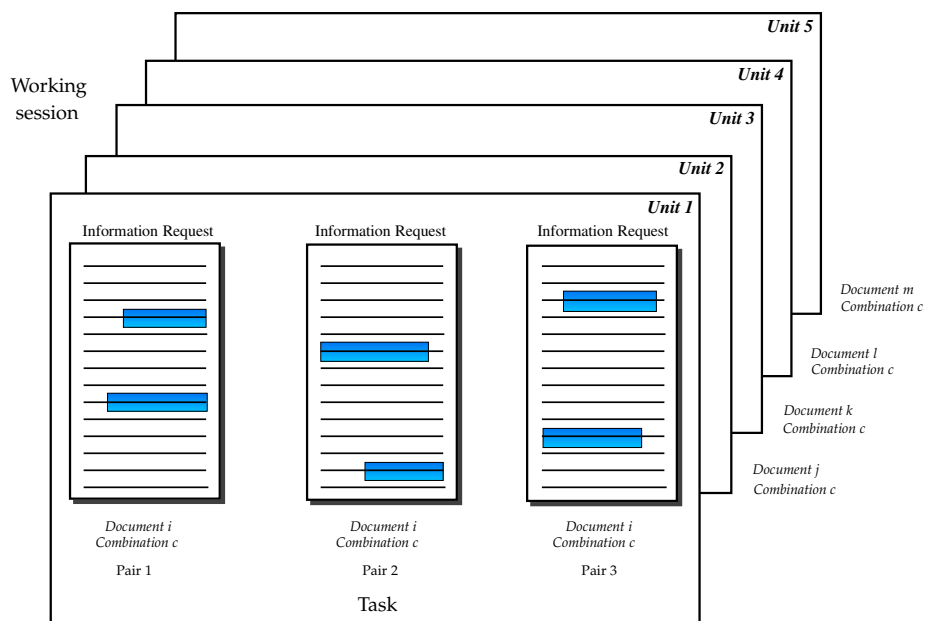 Unit 5
Working
session
Unit 4
Unit 3
Unit 2
Unit 1
Information Request
Information Request
Information Request
Document m
Combination c
Document l
Combination c
Document k
Combination c
Document j
Combination c
Document i
Combination c
Document i
Combination c
Document i
Combination c
Pair 1
Pair 2
Pair 3
Task